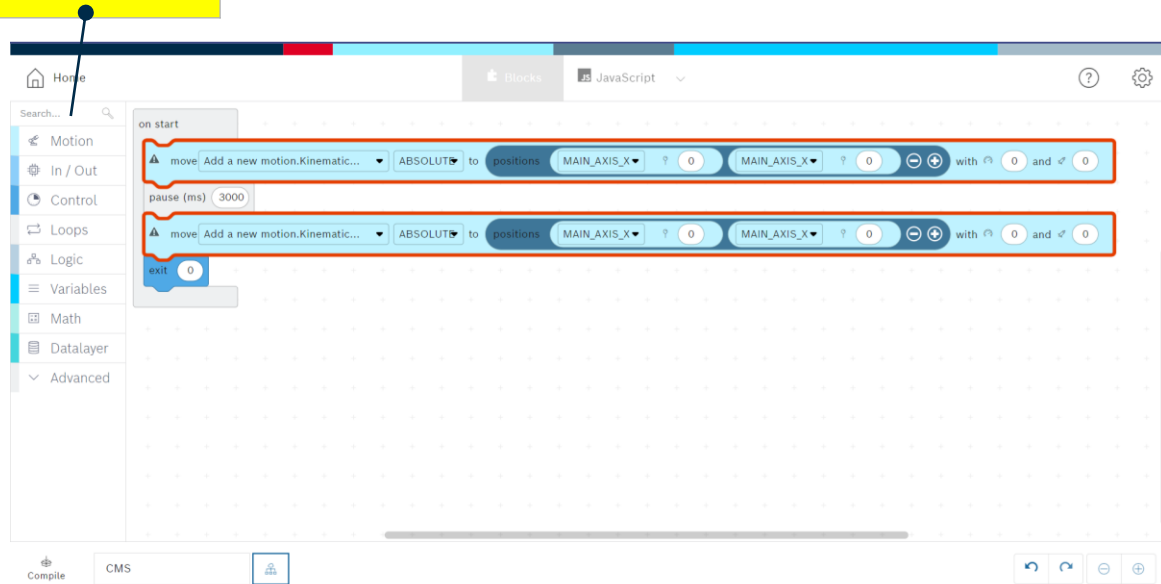 Home
Blocks
JS JavaScript
?
Search...
Motion
In / Out
Control
Loops
Logic
Variables
Math
Datalayer
Advanced
on start
move Add a new motion.Kinematic... ABSOLUTE to positions MAIN_AXIS_X 0 MAIN_AXIS_X 0 with 0 and 0
pause (ms) 3000
move Add a new motion.Kinematic... ABSOLUTE to positions MAIN_AXIS_X 0 MAIN_AXIS_X 0 with 0 and 0
exit 0
Compile
CMS